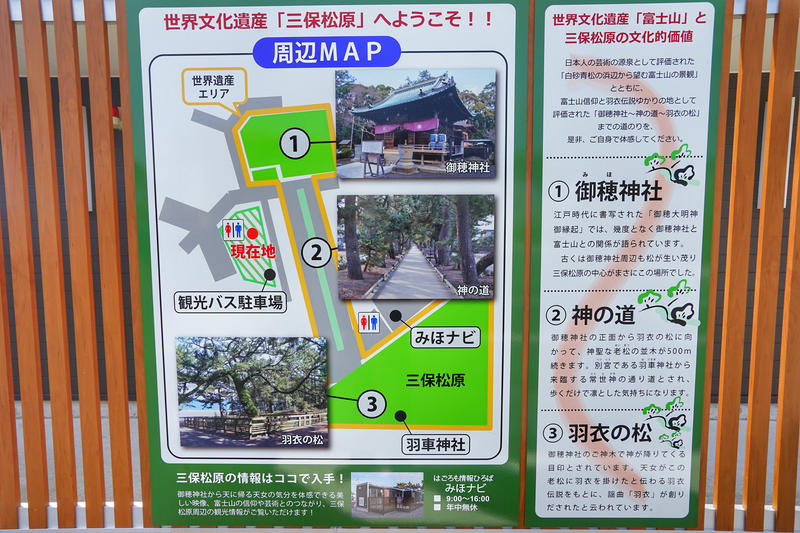 世界文化遺産「三保松原」へようこそ！！
周辺MAP
世界遺産
エリア
①
御穂神社
②
神の道
現在地
観光バス駐車場
みほナビ
三保松原
③
羽衣の松
羽車神社
三保松原の情報はココで入手！
御穂神社から天に帰る天女の気分を体感できる美
しい映像、富士山の信仰や芸術とのつながり、三保
松原周辺の観光情報がご覧いただけます！
はごろも情報ひろば
みほナビ
■ 9:00〜16:00
■ 年中無休
世界文化遺産「富士山」と
三保松原の文化的価値
日本人の芸術の源泉として評価された
「白砂青松の浜辺から望む富士山の景観」
とともに、
富士山信仰と羽衣伝説ゆかりの地として
評価された「御穂神社〜神の道〜羽衣の松」
までの道のりを、
是非、ご自身で体感してください。
みほ
① 御穂神社
江戸時代に書写された「御穂大明神
御縁起」では、幾度となく御穂神社と
富士山との関係が語られています。
古くは御穂神社周辺も松が生い茂り
三保松原の中心がまさにこの場所でした。
② 神の道
御穂神社の正面から羽衣の松に向
かって、神聖な老松の並木が500m
続きます。別宮である羽車神社から
来臨する常世神の通り道とされ、
歩くだけで凛とした気持ちになります。
③ 羽衣の松
御穂神社のご神木で神が降りてくる
目印とされています。天女がこの
老松に羽衣を掛けたと伝わる羽衣
伝説をもとに、謡曲「羽衣」が創り
だされたと云われています。